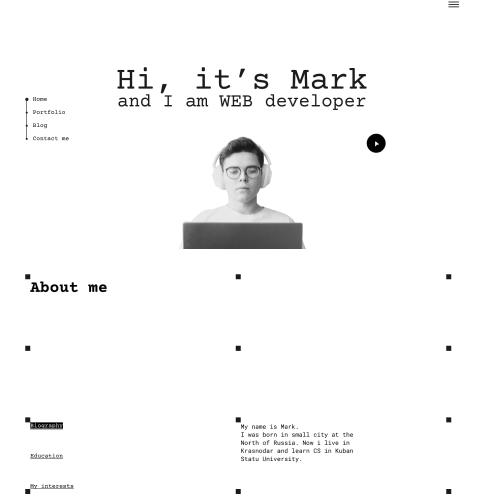 Hi, it's Mark
and I am WEB developer
Home
Portfolio
Blog
Contact me
About me
Biography
My name is Mark.
I was born in small city at the
North of Russia. Now i live in
Krasnodar and learn CS in Kuban
Statu University.
Education
My interests